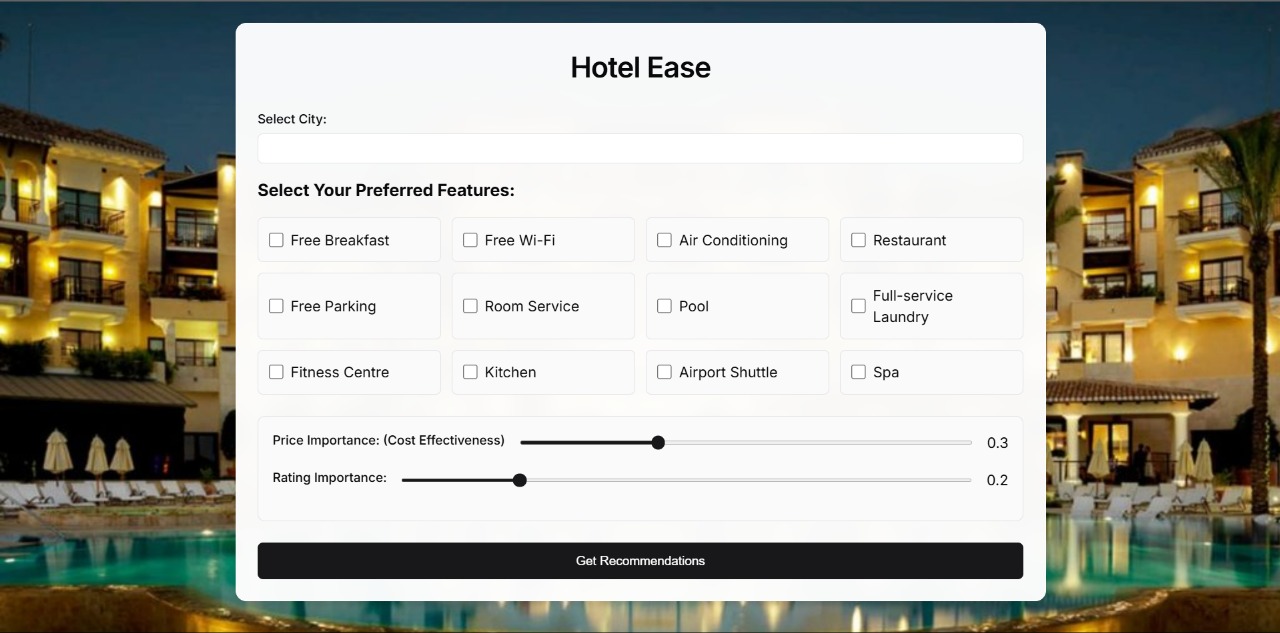 Hotel Ease
Select City:
Select Your Preferred Features:
Free Breakfast
Free Wi-Fi
Air Conditioning
Restaurant
Free Parking
Room Service
Pool
Full-service
Laundry
Fitness Centre
Kitchen
Airport Shuttle
Spa
Price Importance: (Cost Effectiveness)
0.3
Rating Importance:
0.2
Get Recommendations